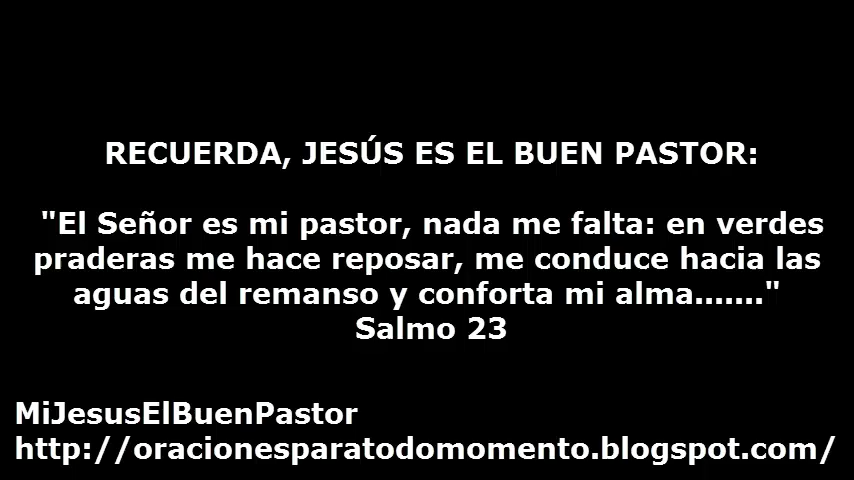 RECUERDA, JESÚS ES EL BUEN PASTOR:
"El Señor es mi pastor, nada me falta: en verdes
praderas me hace reposar, me conduce hacia las
aguas del remanso y conforta mi alma......."
Salmo 23
MiJesusElBuenPastor
http://oracionesparatodomomento.blogspot.com/